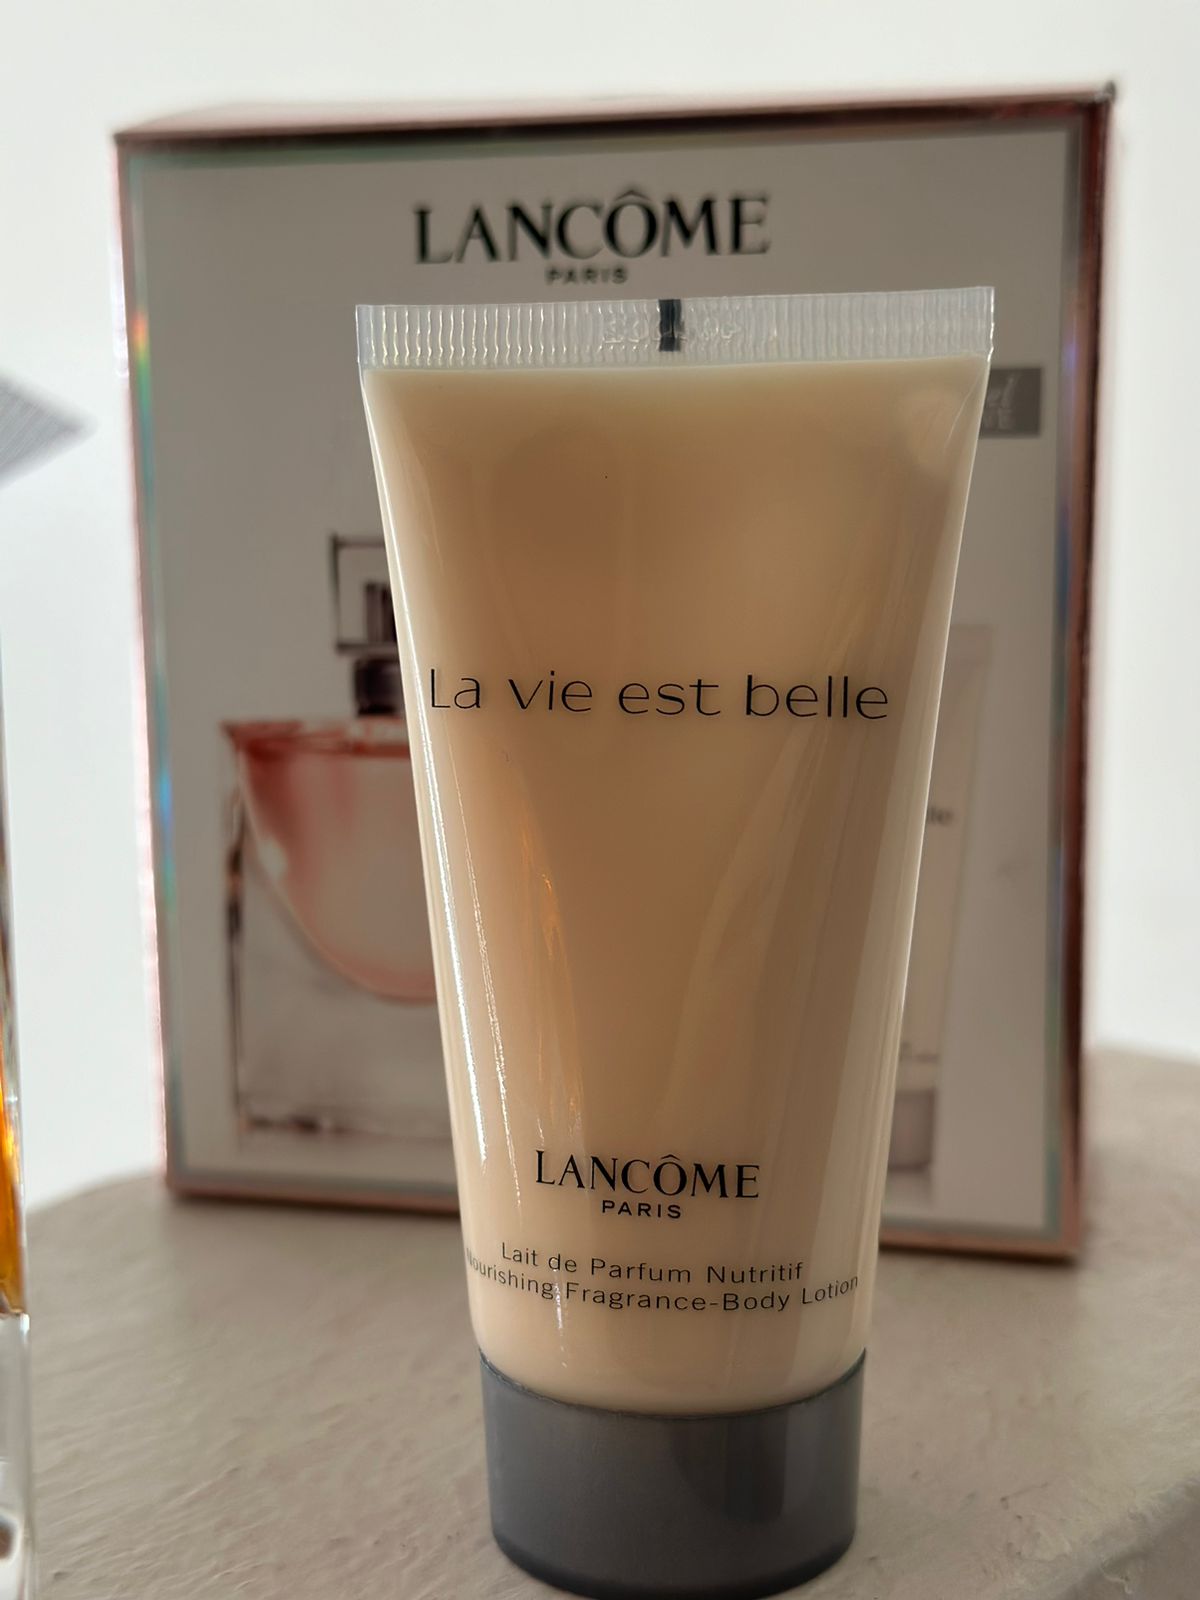 LANCÔME
PARIS
La vie est belle
LANCÔME
PARIS
Lait de Parfum Nutritif
Nourishing Fragrance-Body Lotion